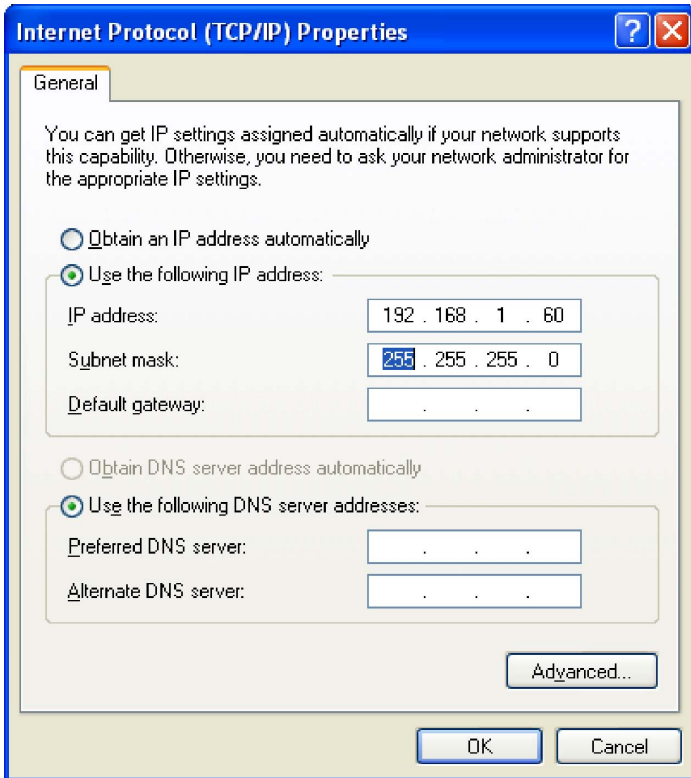 Internet Protocol (TCP/IP) Properties
General
You can get IP settings assigned automatically if your network supports
this capability. Otherwise, you need to ask your network administrator for
the appropriate IP settings.
Obtain an IP address automatically
Use the following IP address:
IP address: 192 . 168 . 1 . 60
Subnet mask: 255 . 255 . 255 . 0
Default gateway: . . .
Obtain DNS server address automatically
Use the following DNS server addresses:
Preferred DNS server: . . .
Alternate DNS server: . . .
Advanced...
OK Cancel